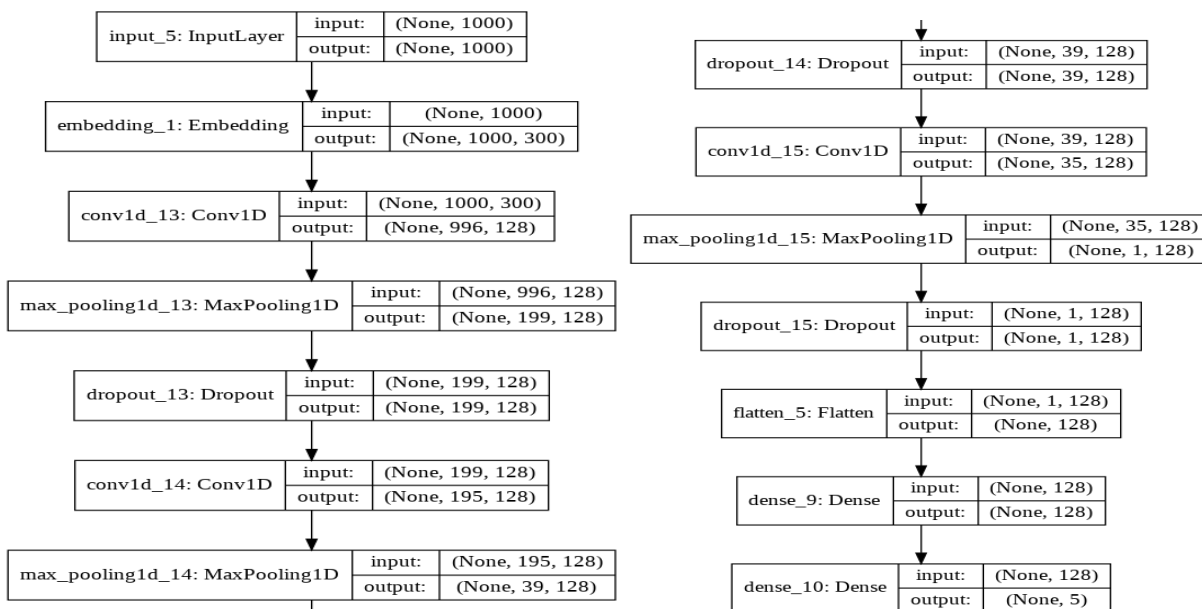 input_5: InputLayer
input: (None, 1000)
output: (None, 1000)
embedding_1: Embedding
input: (None, 1000)
output: (None, 1000, 300)
conv1d_13: Conv1D
input: (None, 1000, 300)
output: (None, 996, 128)
max_pooling1d_13: MaxPooling1D
input: (None, 996, 128)
output: (None, 199, 128)
dropout_13: Dropout
input: (None, 199, 128)
output: (None, 199, 128)
conv1d_14: Conv1D
input: (None, 199, 128)
output: (None, 195, 128)
max_pooling1d_14: MaxPooling1D
input: (None, 195, 128)
output: (None, 39, 128)
dropout_14: Dropout
input: (None, 39, 128)
output: (None, 39, 128)
conv1d_15: Conv1D
input: (None, 39, 128)
output: (None, 35, 128)
max_pooling1d_15: MaxPooling1D
input: (None, 35, 128)
output: (None, 1, 128)
dropout_15: Dropout
input: (None, 1, 128)
output: (None, 1, 128)
flatten_5: Flatten
input: (None, 1, 128)
output: (None, 128)
dense_9: Dense
input: (None, 128)
output: (None, 128)
dense_10: Dense
input: (None, 128)
output: (None, 5)